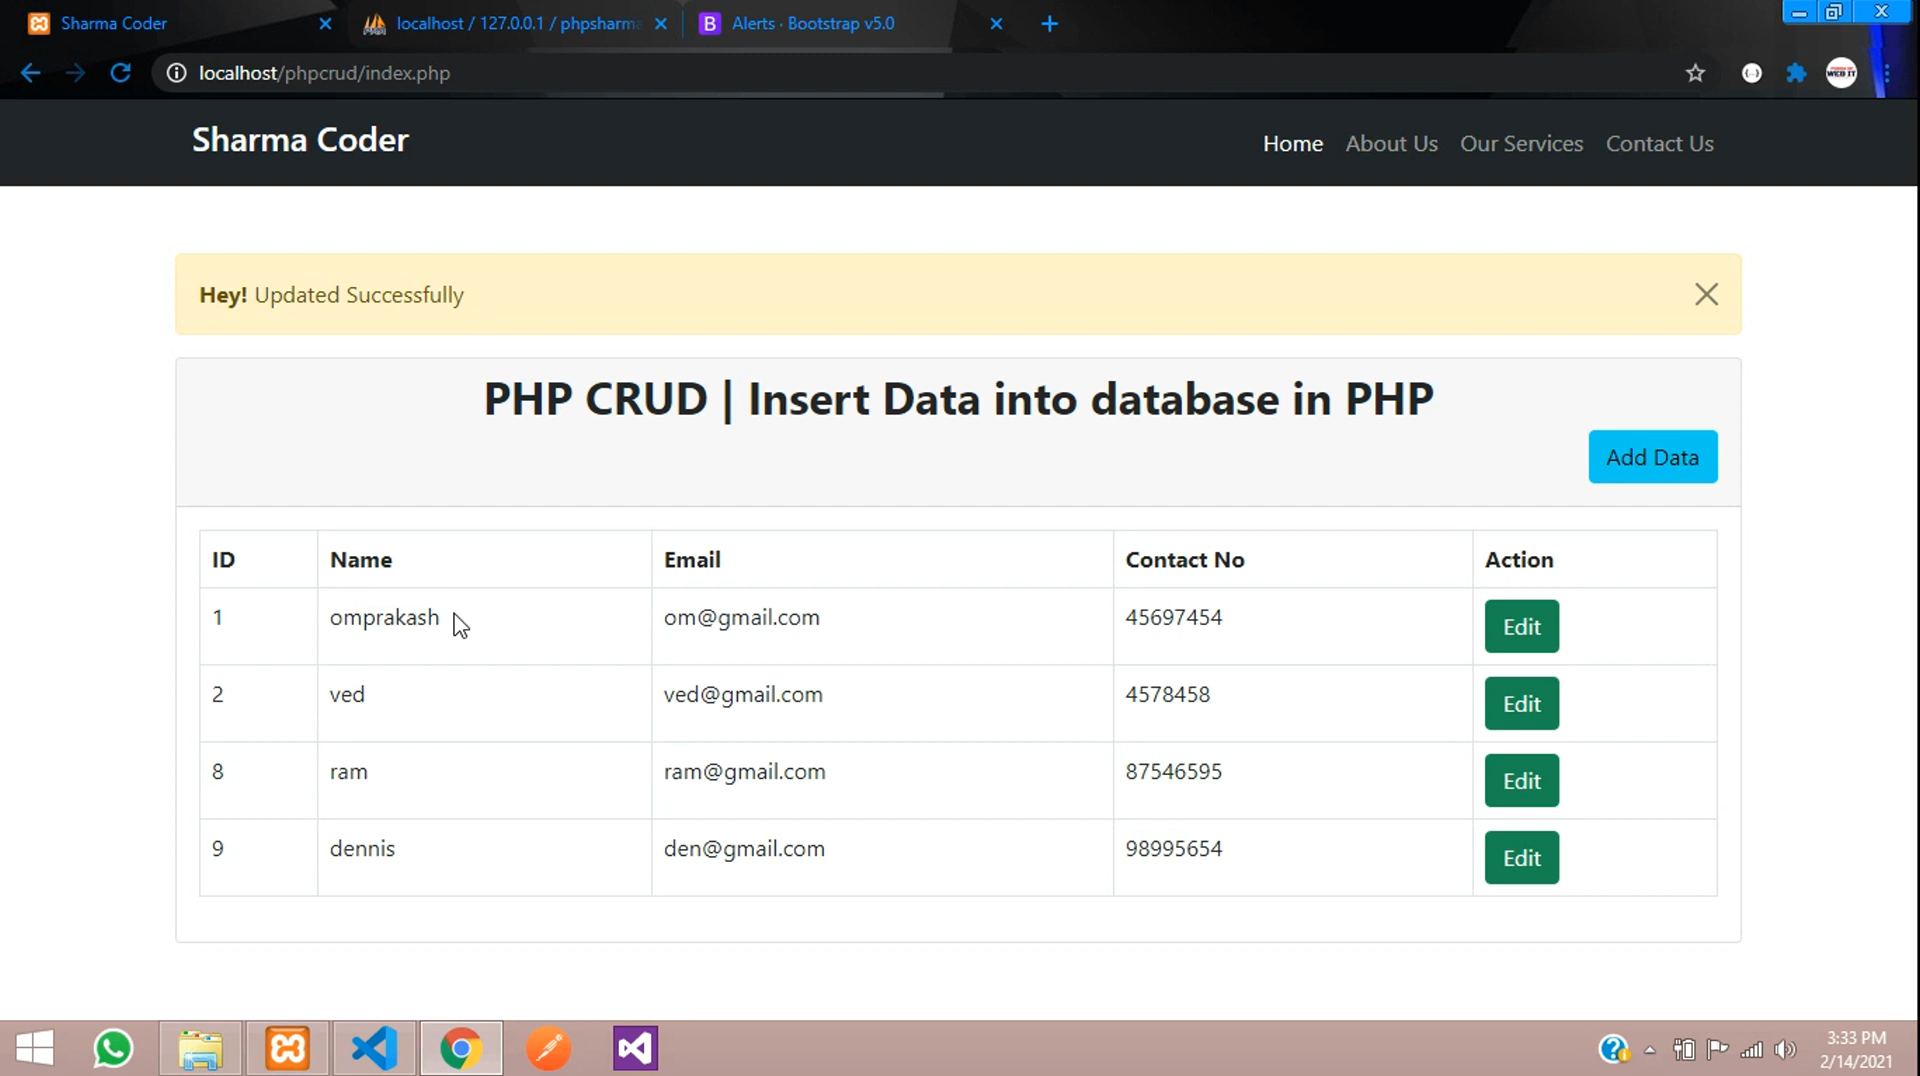 Sharma Coder
localhost / 127.0.0.1 / phpsharma
B Alerts · Bootstrap v5.0
localhost/phpcrud/index.php
WEB IT
Sharma Coder
Home About Us Our Services Contact Us
Hey! Updated Successfully
PHP CRUD | Insert Data into database in PHP
Add Data
ID Name Email Contact No Action
1 omprakash om@gmail.com 45697454 Edit
2 ved ved@gmail.com 4578458 Edit
8 ram ram@gmail.com 87546595 Edit
9 dennis den@gmail.com 98995654 Edit
3:33 PM
2/14/2021